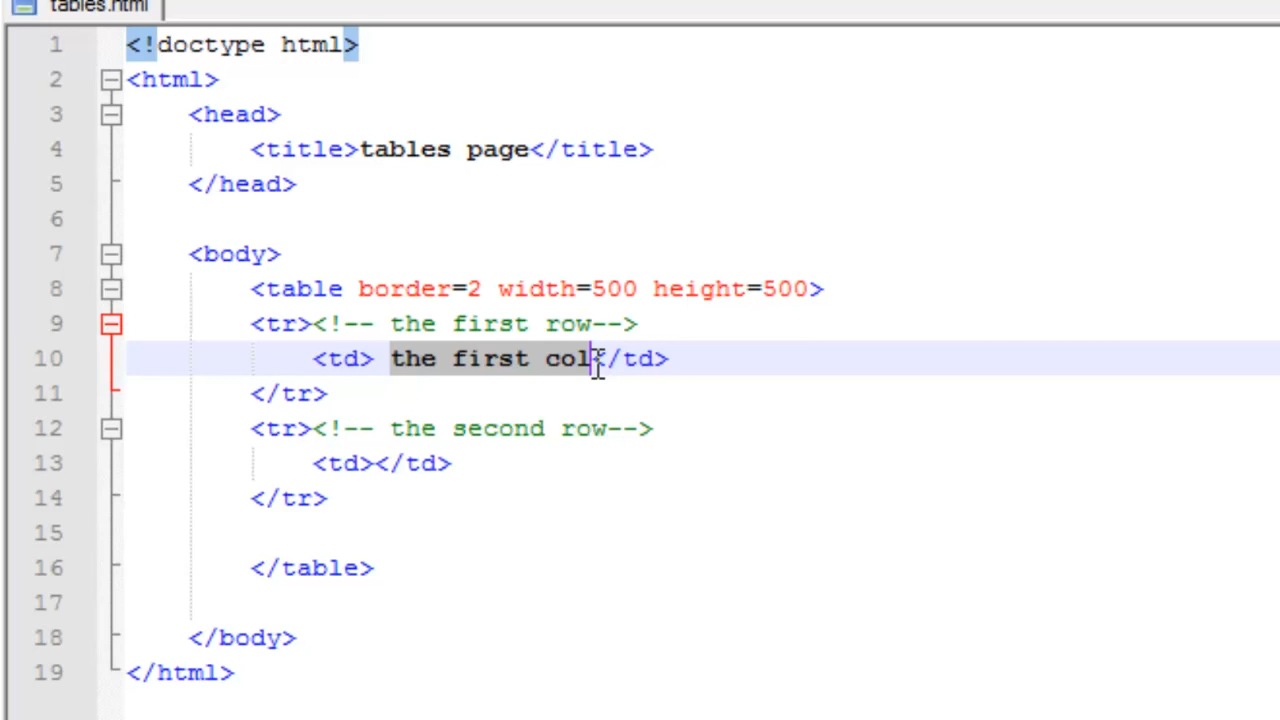 tables.html
1 <!doctype html>
2 <html>
3 <head>
4 <title>tables page</title>
5 </head>
6
7 <body>
8 <table border=2 width=500 height=500>
9 <tr><!-- the first row-->
10 <td> the first col</td>
11 </tr>
12 <tr><!-- the second row-->
13 <td></td>
14 </tr>
15
16 </table>
17
18 </body>
19 </html>